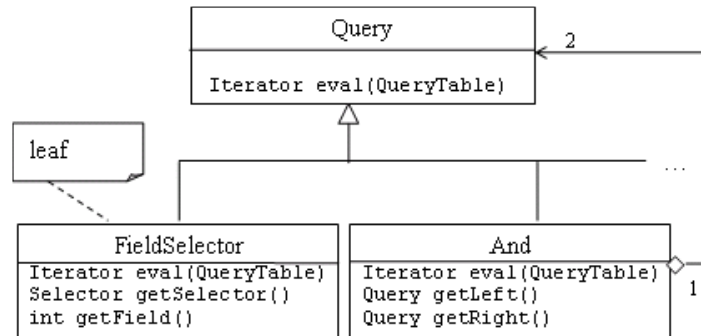 Query
2
Iterator eval(QueryTable)
leaf
...
FieldSelector
Iterator eval(QueryTable)
Selector getSelector()
int getField()
And
Iterator eval(QueryTable)
Query getLeft()
Query getRight()
1